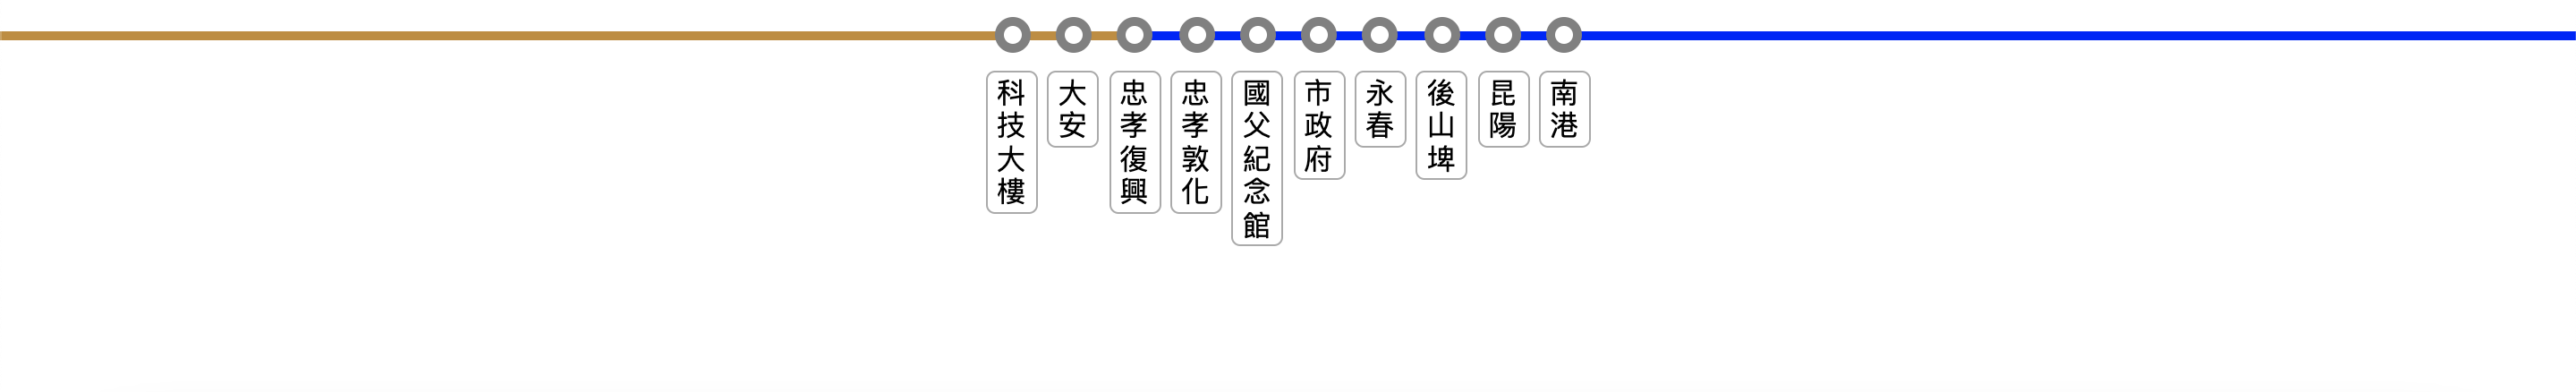 科技大樓
大安
忠孝復興
忠孝敦化
國父紀念館
市政府
永春
後山埤
昆陽
南港